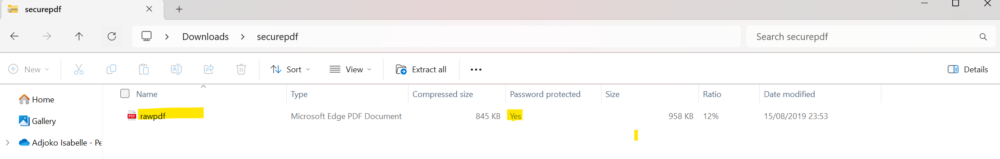 securepdf
Downloads securepdf
Search securepdf
New Sort View Extract all Details
Name Type Compressed size Password protected Size Ratio Date modified
Home
PDF rawpdf Microsoft Edge PDF Document 845 KB Yes 958 KB 12% 15/08/2019 23:53
Gallery
Adjoko Isabelle - Pe